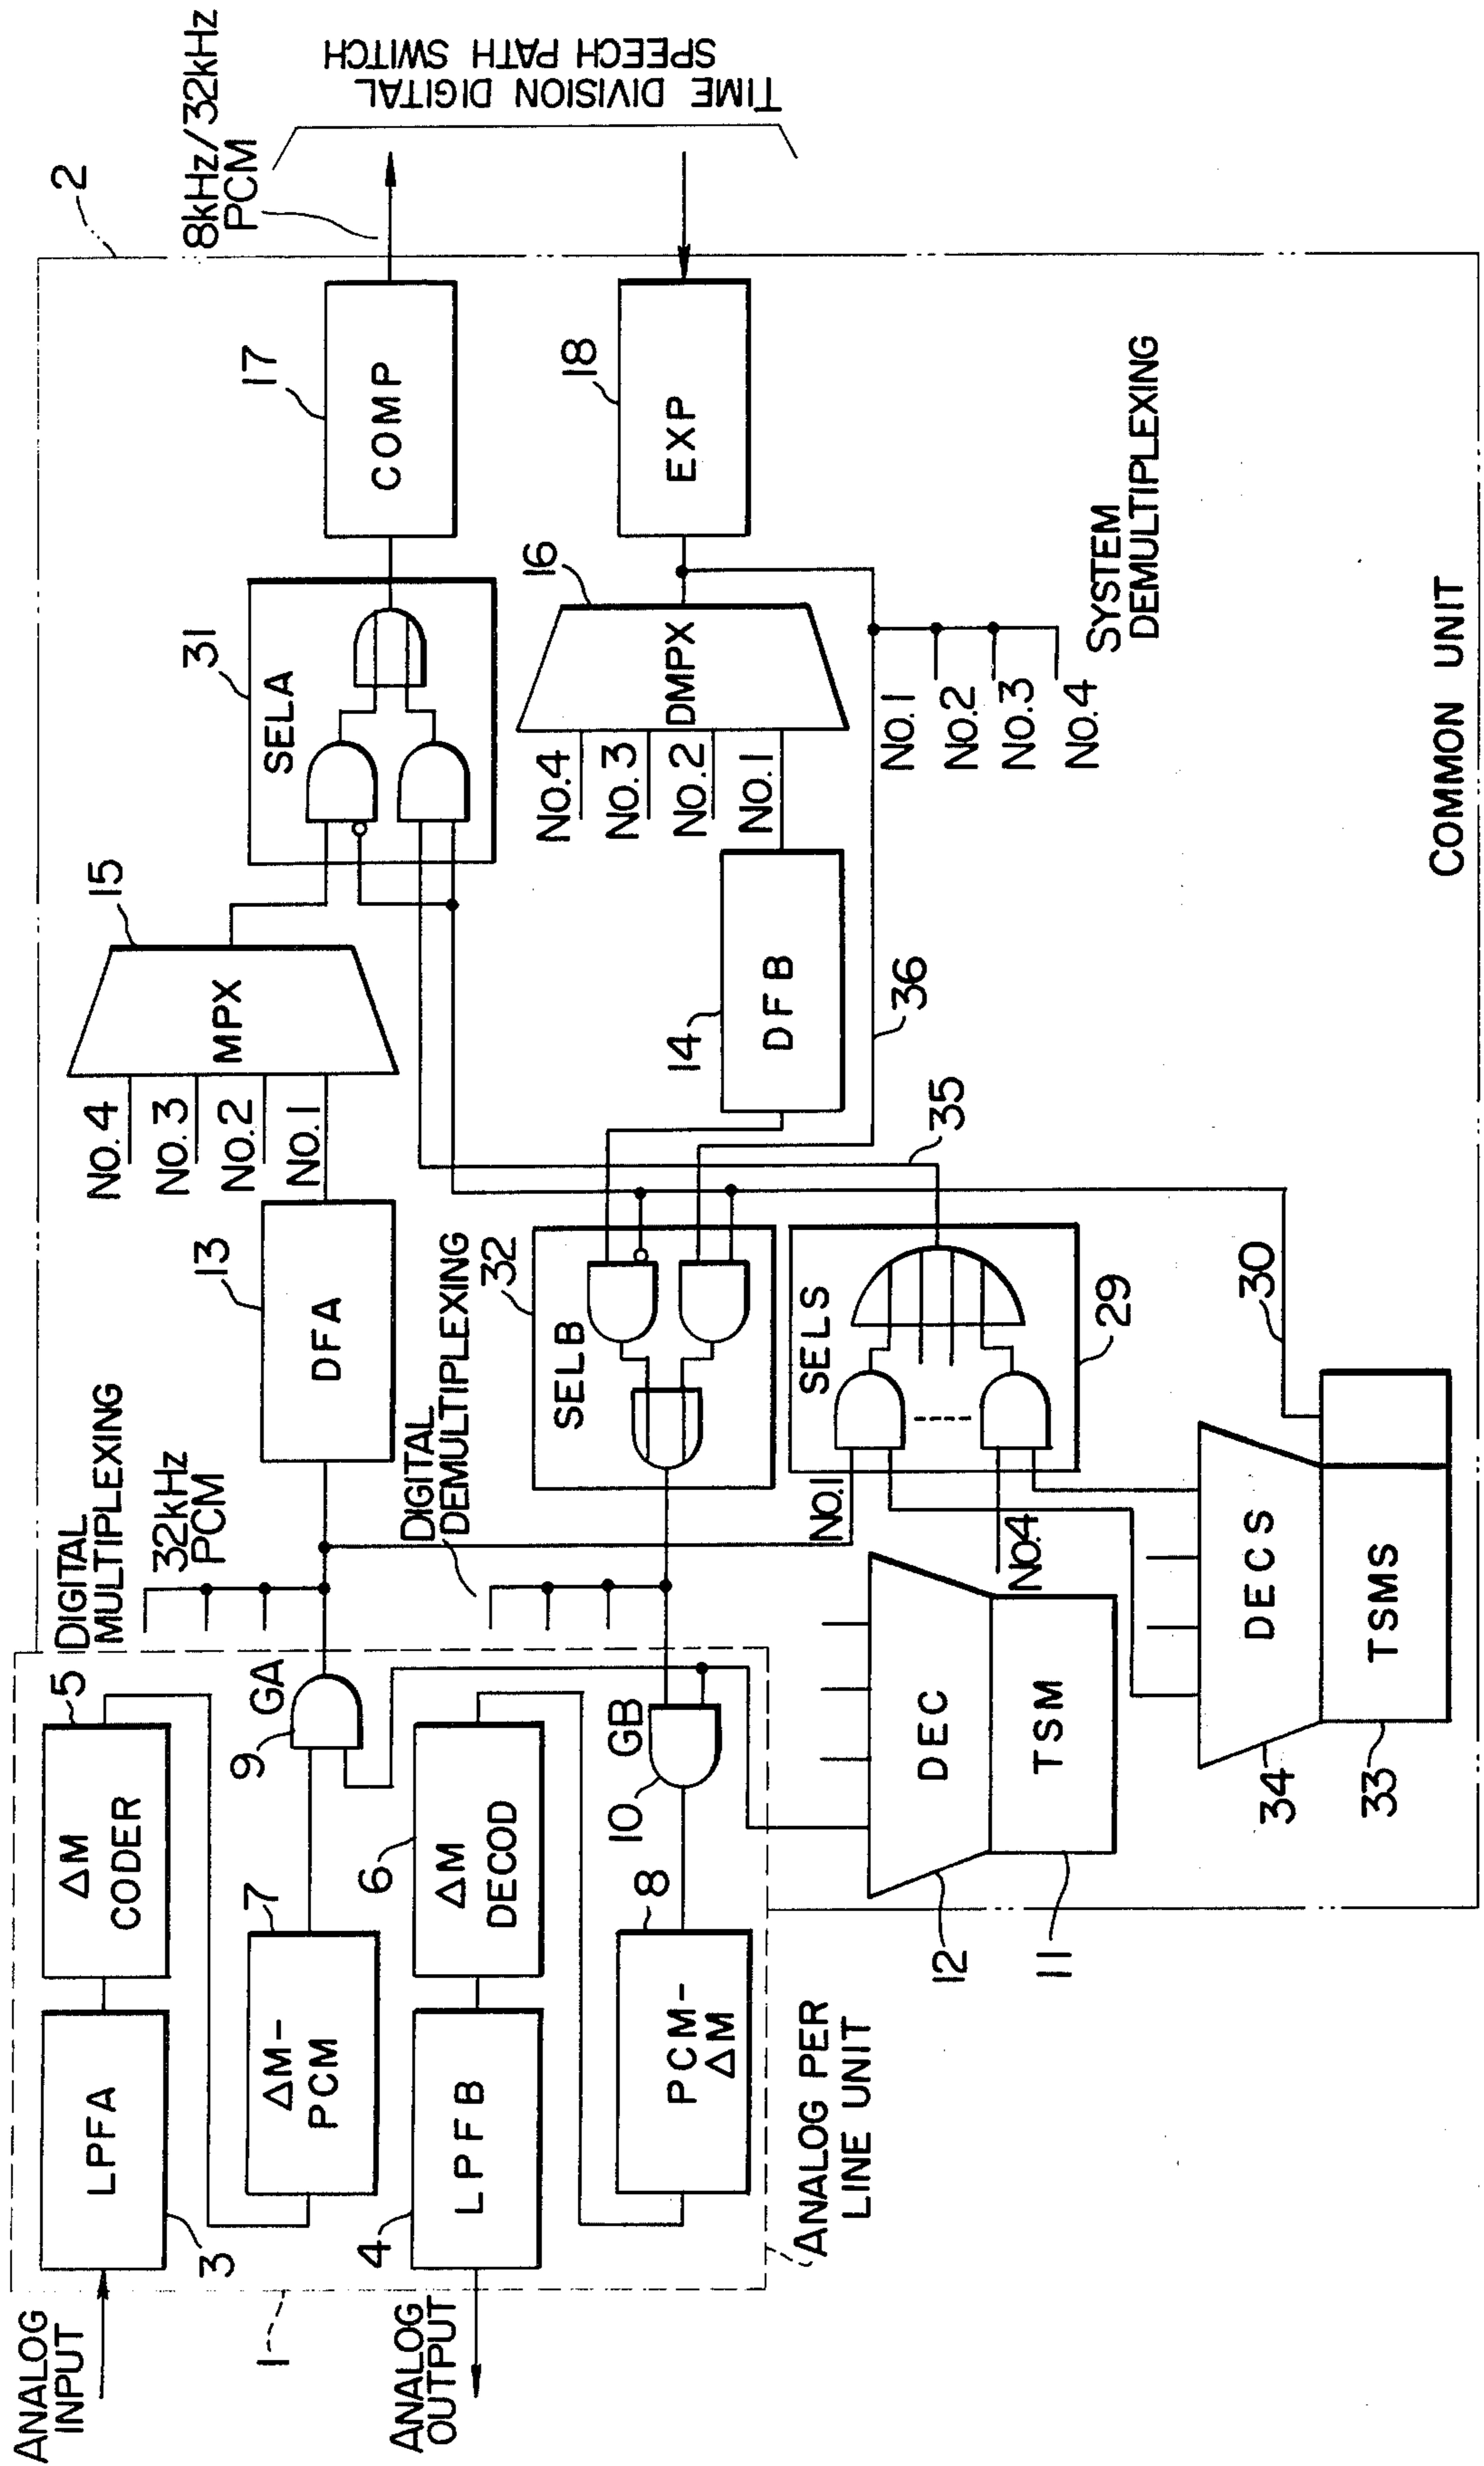 ANALOG
INPUT
3
LPFA
5
ΔM
CODER
7
ΔM-
PCM
9
GA
DIGITAL
MULTIPLEXING
32kHz
PCM
13
DFA
NO.4
NO.3
NO.2
NO.1
15
MPX
31
SELA
17
COMP
2
8kHz/32kHz
PCM
TIME DIVISION DIGITAL
SPEECH PATH SWITCH
1
ANALOG
OUTPUT
4
LPFB
6
ΔM
DECOD
8
PCM-
ΔM
10
GB
DIGITAL
DEMULTIPLEXING
32
SELB
14
DFB
NO.4
NO.3
NO.2
NO.1
16
DMPX
18
EXP
36
35
NO.1
NO.2
NO.3
NO.4
SYSTEM
DEMULTIPLEXING
ANALOG PER
LINE UNIT
12
DEC
11
TSM
NO.1
NO.4
SELS
29
30
34
DECS
33
TSMS
COMMON UNIT